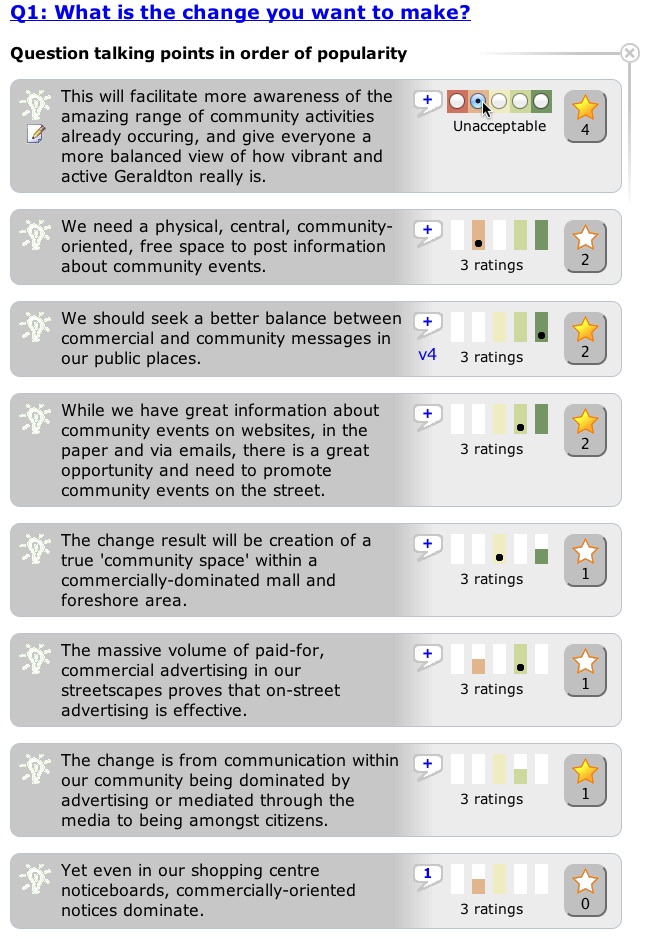 Q1: What is the change you want to make?
Question talking points in order of popularity
This will facilitate more awareness of the
amazing range of community activities
already occuring, and give everyone a
more balanced view of how vibrant and
active Geraldton really is.
+
Unacceptable
4
We need a physical, central, community-
oriented, free space to post information
about community events.
+
3 ratings
2
We should seek a better balance between
commercial and community messages in
our public places.
+
v4
3 ratings
2
While we have great information about
community events on websites, in the
paper and via emails, there is a great
opportunity and need to promote
community events on the street.
+
3 ratings
2
The change result will be creation of a
true 'community space' within a
commercially-dominated mall and
foreshore area.
+
3 ratings
1
The massive volume of paid-for,
commercial advertising in our
streetscapes proves that on-street
advertising is effective.
+
3 ratings
1
The change is from communication within
our community being dominated by
advertising or mediated through the
media to being amongst citizens.
+
3 ratings
1
Yet even in our shopping centre
noticeboards, commercially-oriented
notices dominate.
1
3 ratings
0